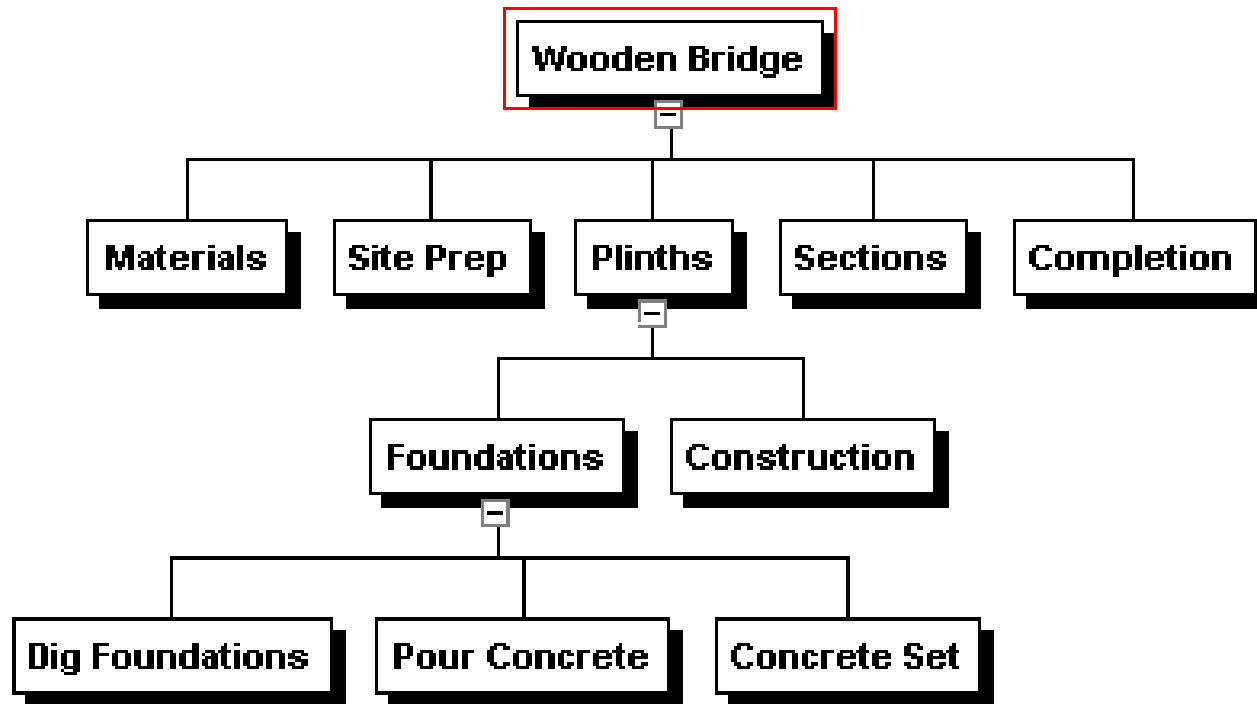 Wooden Bridge
Materials
Site Prep
Plinths
Sections
Completion
Foundations
Construction
Dig Foundations
Pour Concrete
Concrete Set